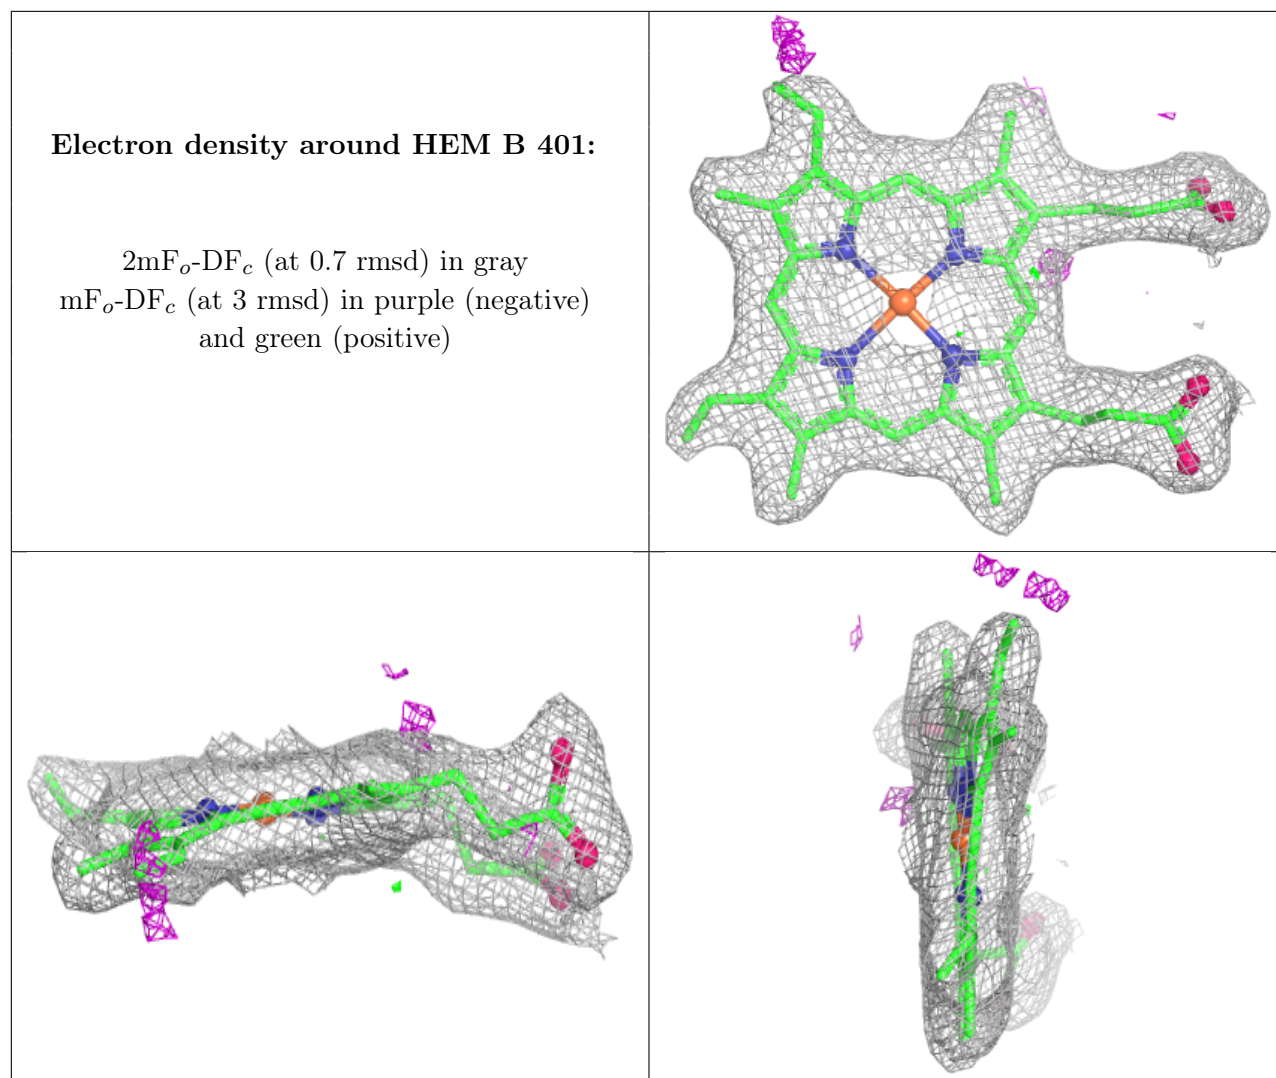 Electron density around HEM B 401:
2mFo-DFc (at 0.7 rmsd) in gray
mFo-DFc (at 3 rmsd) in purple (negative)
and green (positive)